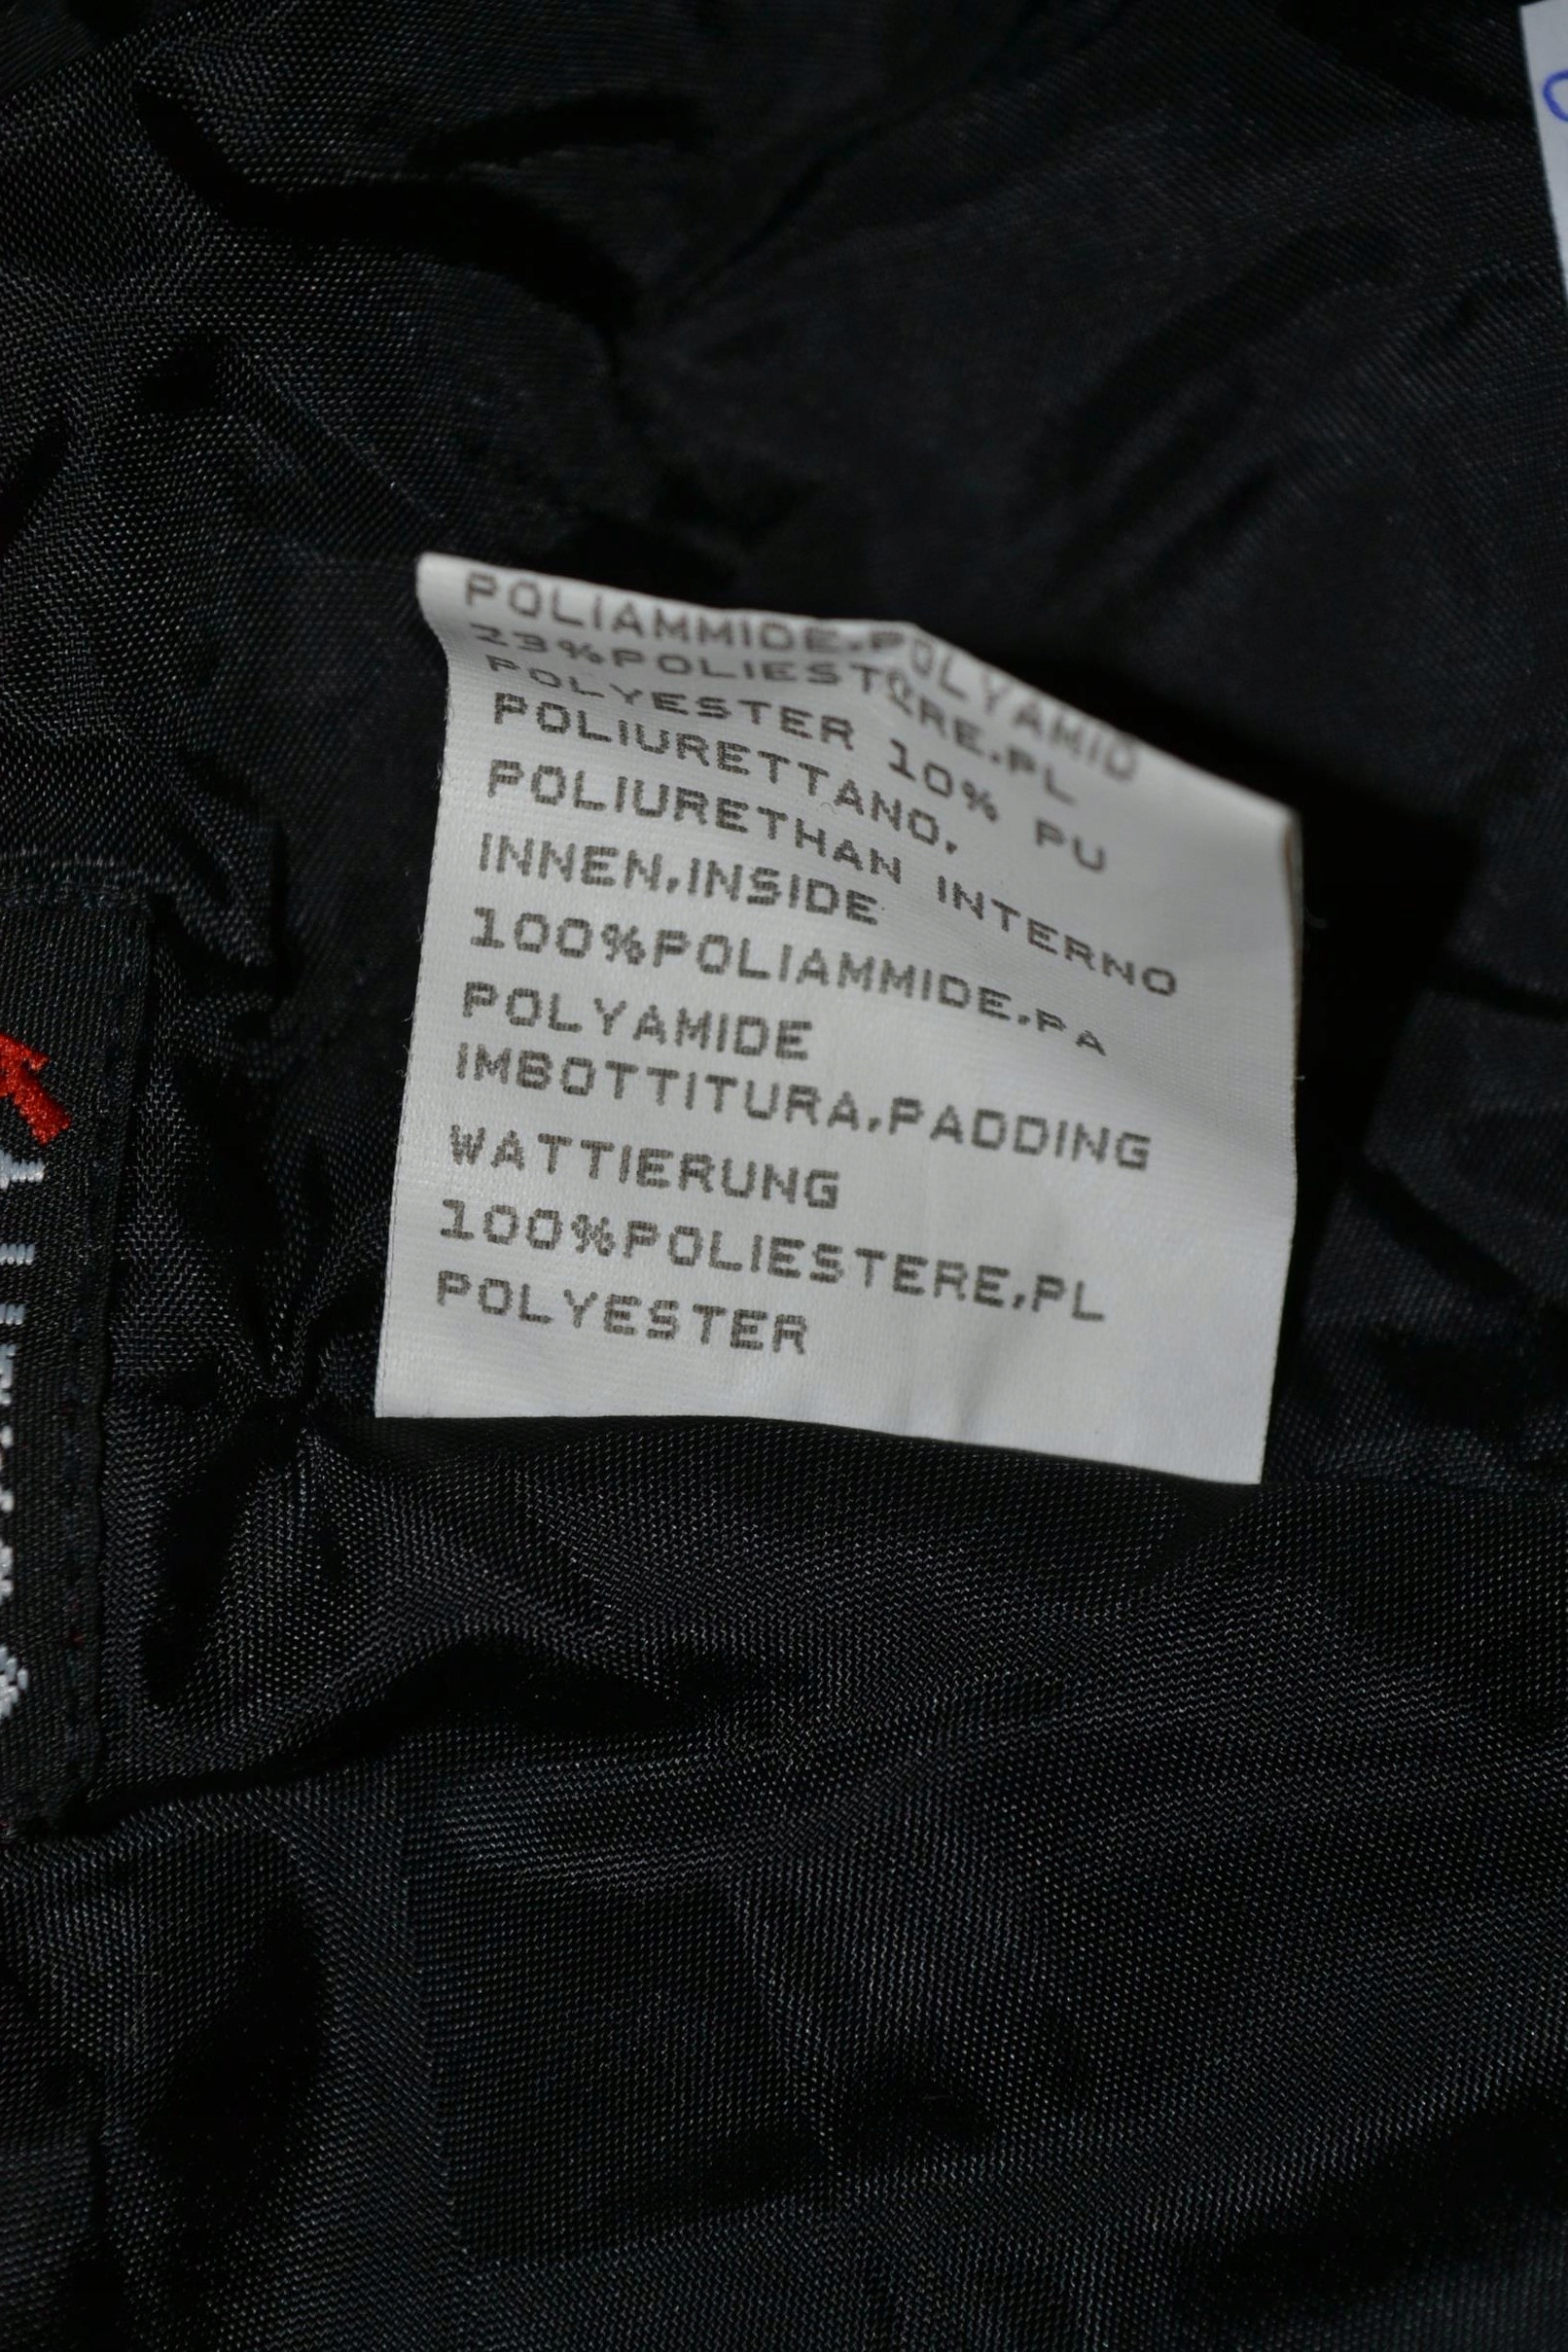 POLIAMMIDE.POLYAMID
23%POLIESTERE.PL
POLYESTER 10% PU
POLIURETTANO,
POLIURETHAN INTERNO
INNEN,INSIDE
100%POLIAMMIDE.PA
POLYAMIDE
IMBOTTITURA,PADDING
WATTIERUNG
100%POLIESTERE,PL
POLYESTER